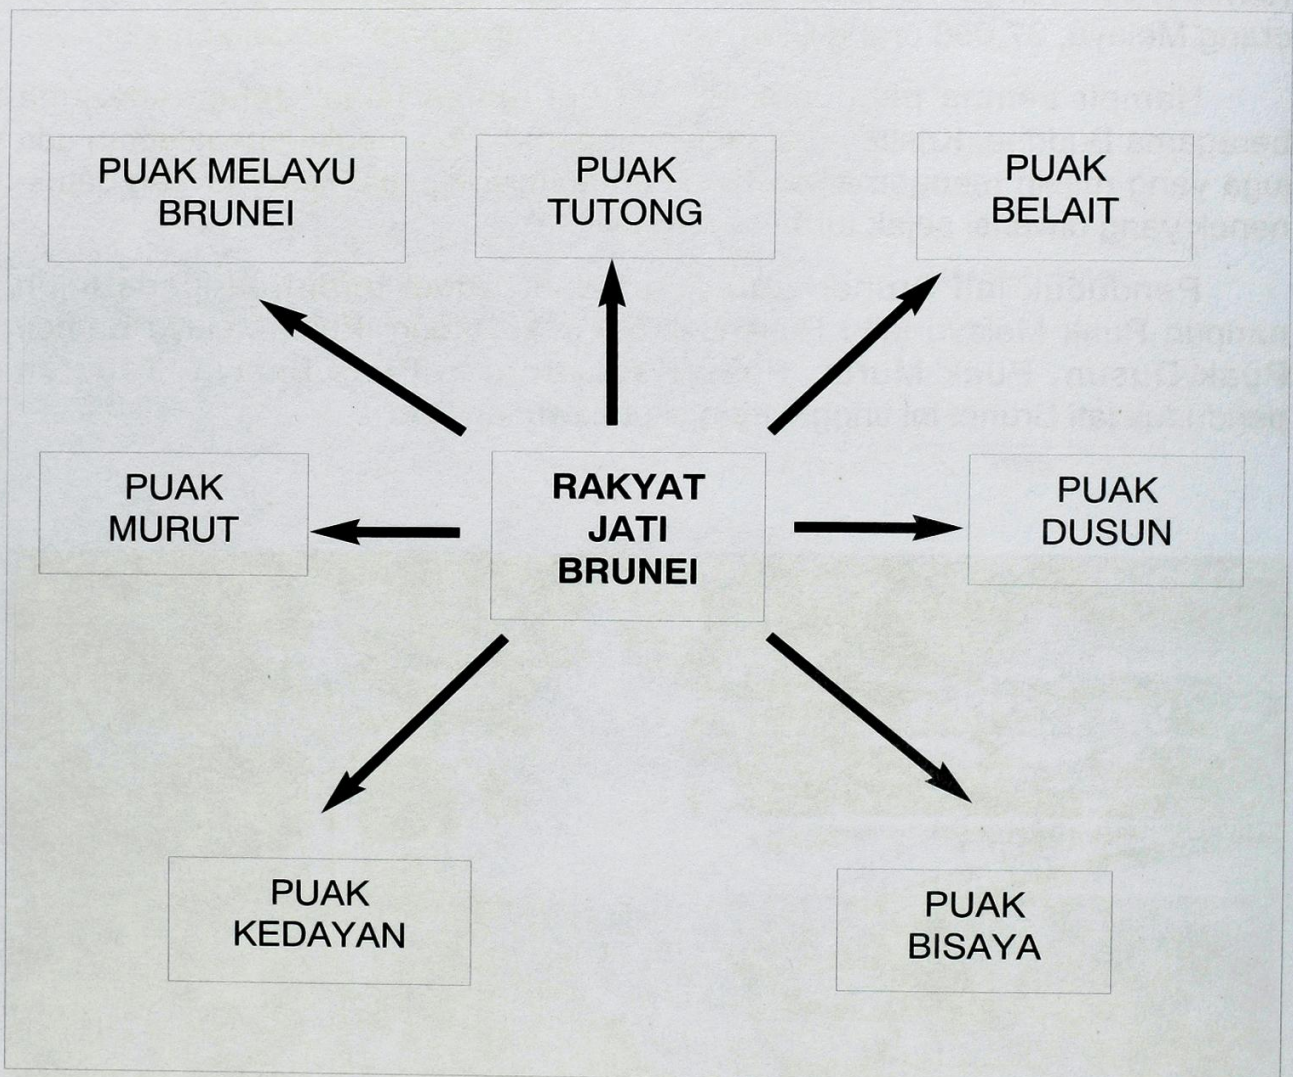 PUAK MELAYU
BRUNEI
PUAK
TUTONG
PUAK
BELAIT
PUAK
MURUT
RAKYAT
JATI
BRUNEI
PUAK
DUSUN
PUAK
KEDAYAN
PUAK
BISAYA